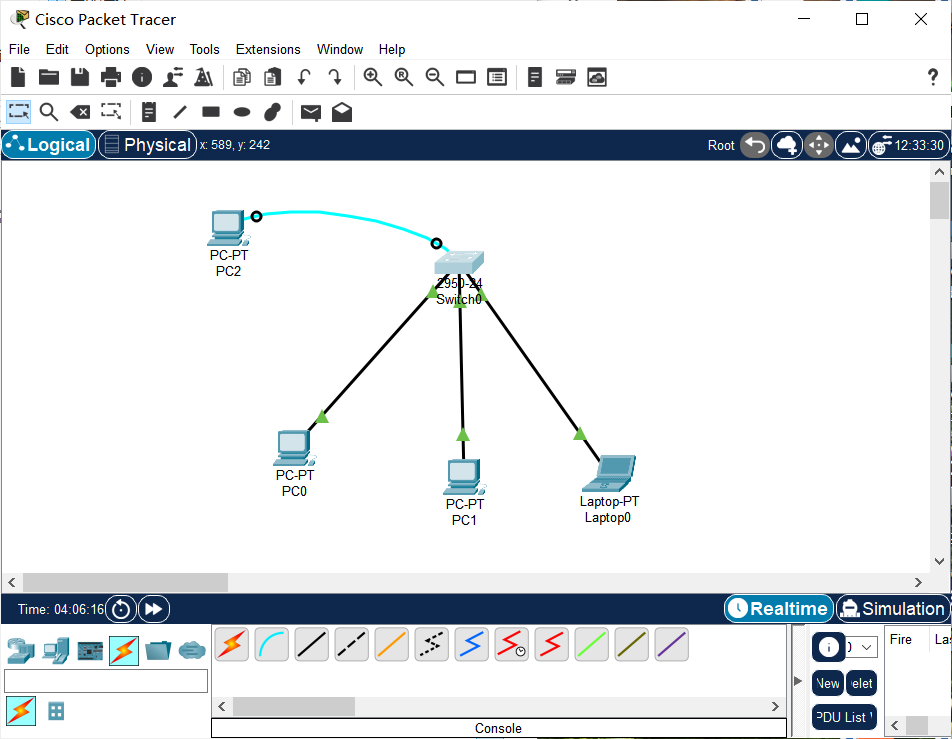 Cisco Packet Tracer
File Edit Options View Tools Extensions Window Help
Logical Physical x: 589, y: 242 Root 12:33:30
PC-PT
PC2
2950-24
Switch0
PC-PT
PC0
PC-PT
PC1
Laptop-PT
Laptop0
Time: 04:06:16 Realtime Simulation
Fire Las
New elet
PDU List
Console